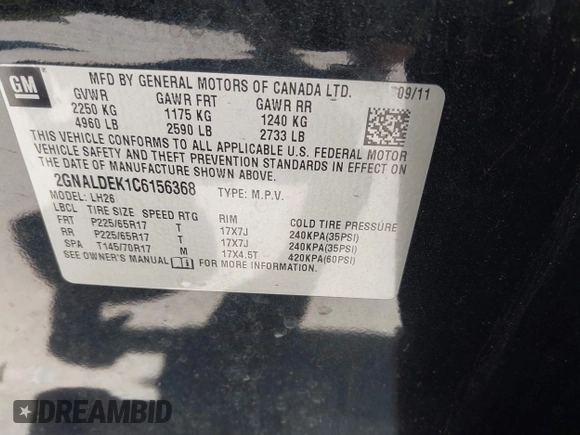 GM
MFD BY GENERAL MOTORS OF CANADA LTD. 09/11
GVWR GAWR FRT GAWR RR
2250 KG 1175 KG 1240 KG
4960 LB 2590 LB 2733 LB
THIS VEHICLE CONFORMS TO ALL APPLICABLE U.S. FEDERAL MOTOR
VEHICLE SAFETY AND THEFT PREVENTION STANDARDS IN EFFECT ON
THE DATE OF MANUFACTURE SHOWN ABOVE.
2GNALDEK1C6156368 TYPE: M.P.V.
MODEL: LH26
LBCL TIRE SIZE SPEED RTG RIM COLD TIRE PRESSURE
FRT P225/65R17 T 17X7J 240KPA(35PSI)
RR P225/65R17 T 17X7J 240KPA(35PSI)
SPA T145/70R17 M 17X4.5T 420KPA(60PSI)
SEE OWNER'S MANUAL FOR MORE INFORMATION.
DREAMBID